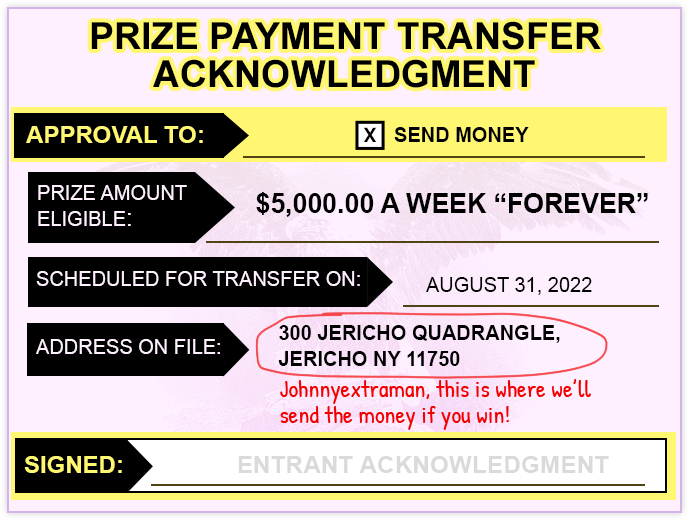 PRIZE PAYMENT TRANSFER
ACKNOWLEDGMENT
APPROVAL TO:
X SEND MONEY
PRIZE AMOUNT
ELIGIBLE:
$5,000.00 A WEEK “FOREVER”
SCHEDULED FOR TRANSFER ON:
AUGUST 31, 2022
ADDRESS ON FILE:
300 JERICHO QUADRANGLE,
JERICHO NY 11750
Johnnyextraman, this is where we’ll
send the money if you win!
SIGNED:
ENTRANT ACKNOWLEDGMENT